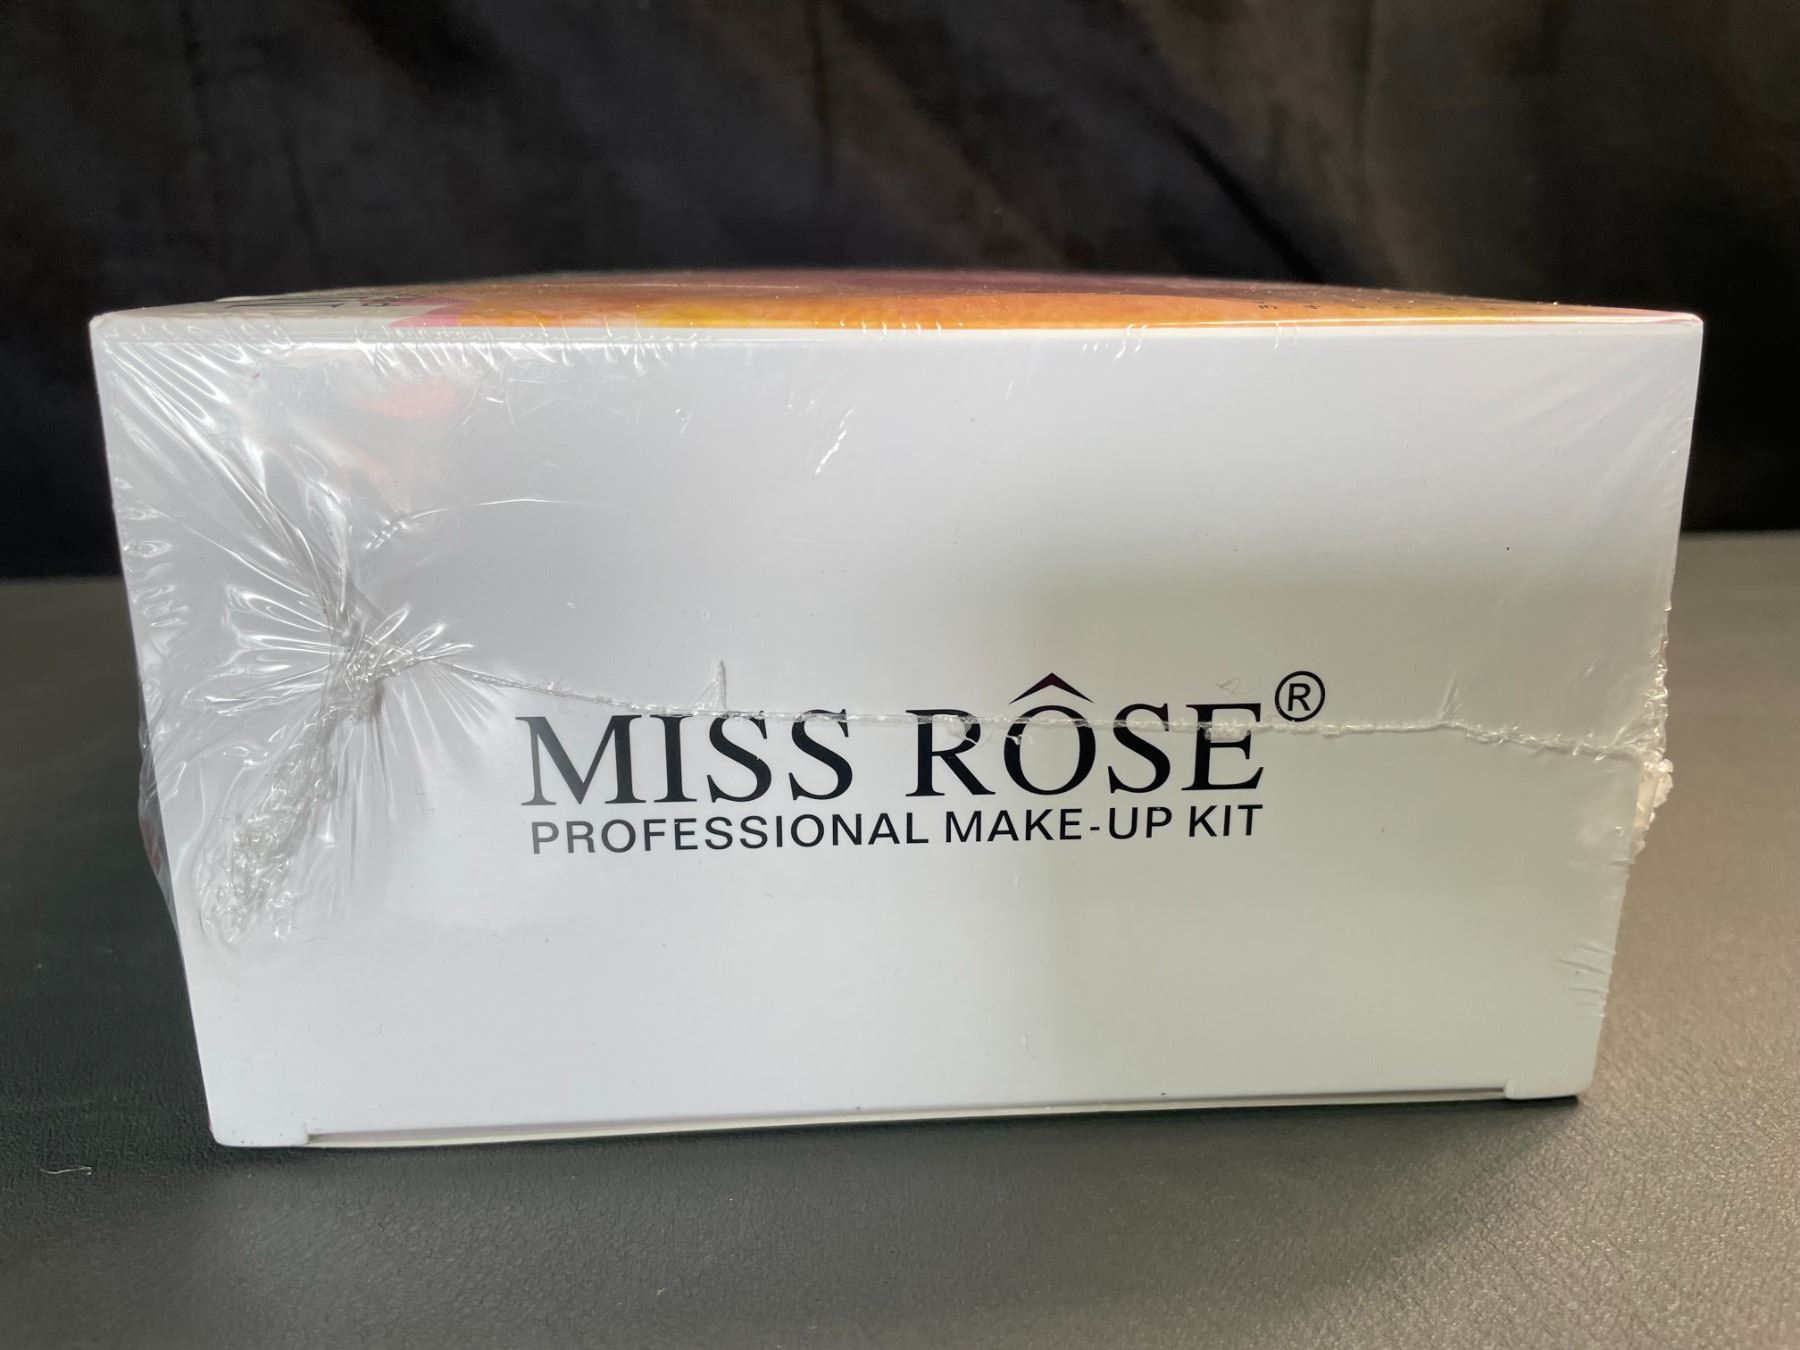 MISS RÔSE®
PROFESSIONAL MAKE-UP KIT